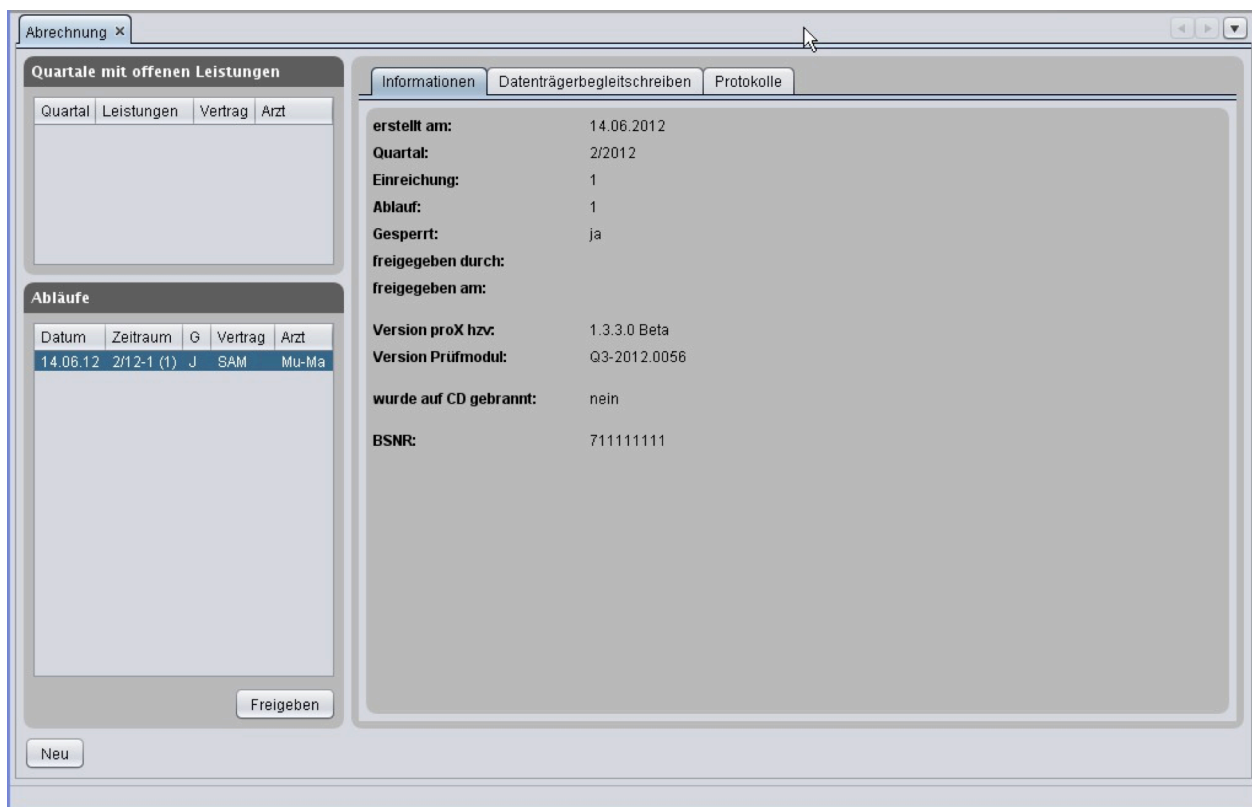 Abrechnung ×
Quartale mit offenen Leistungen
Quartal Leistungen Vertrag Arzt
Abläufe
Datum Zeitraum G Vertrag Arzt
14.06.12 2/12-1 (1) J SAM Mu-Ma
Freigeben
Neu
Informationen Datenträgerbegleitschreiben Protokolle
erstellt am: 14.06.2012
Quartal: 2/2012
Einreichung: 1
Ablauf: 1
Gesperrt: ja
freigegeben durch:
freigegeben am:
Version proX hzv: 1.3.3.0 Beta
Version Prüfmodul: Q3-2012.0056
wurde auf CD gebrannt: nein
BSNR: 711111111